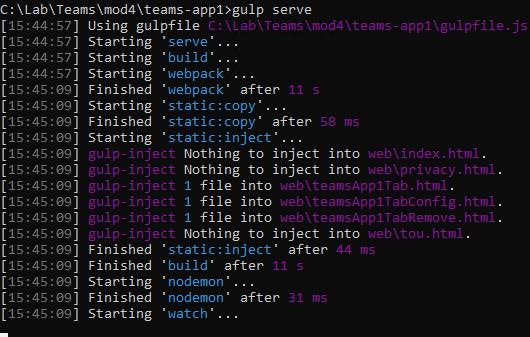 C:\Lab\Teams\mod4\teams-app1>gulp serve
[15:44:57] Using gulpfile C:\Lab\Teams\mod4\teams-app1\gulpfile.js
[15:44:57] Starting 'serve'...
[15:44:57] Starting 'build'...
[15:44:57] Starting 'webpack'...
[15:45:09] Finished 'webpack' after 11 s
[15:45:09] Starting 'static:copy'...
[15:45:09] Finished 'static:copy' after 58 ms
[15:45:09] Starting 'static:inject'...
[15:45:09] gulp-inject Nothing to inject into web\index.html.
[15:45:09] gulp-inject Nothing to inject into web\privacy.html.
[15:45:09] gulp-inject 1 file into web\teamsApp1Tab.html.
[15:45:09] gulp-inject 1 file into web\teamsApp1TabConfig.html.
[15:45:09] gulp-inject 1 file into web\teamsApp1TabRemove.html.
[15:45:09] gulp-inject Nothing to inject into web\tou.html.
[15:45:09] Finished 'static:inject' after 44 ms
[15:45:09] Finished 'build' after 11 s
[15:45:09] Starting 'nodemon'...
[15:45:09] Finished 'nodemon' after 31 ms
[15:45:09] Starting 'watch'...